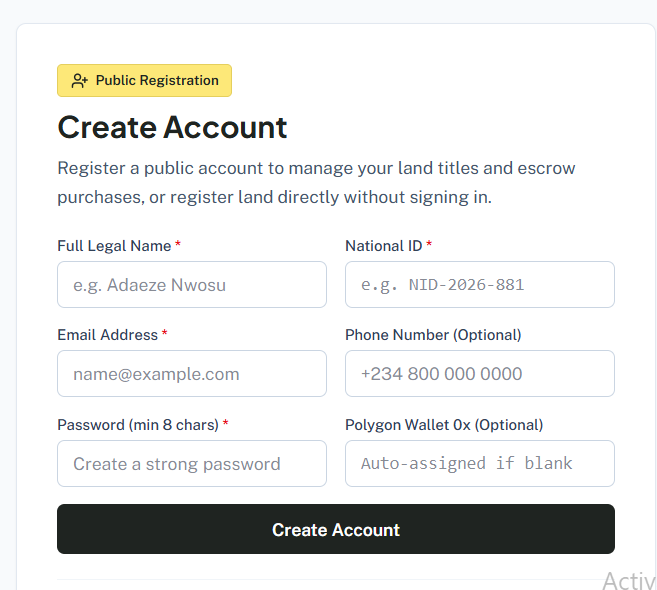 Public Registration
Create Account
Register a public account to manage your land titles and escrow
purchases, or register land directly without signing in.
Full Legal Name *
National ID *
e.g. Adaeze Nwosu
e.g. NID-2026-881
Email Address *
Phone Number (Optional)
name@example.com
+234 800 000 0000
Password (min 8 chars) *
Polygon Wallet 0x (Optional)
Create a strong password
Auto-assigned if blank
Create Account
Activ